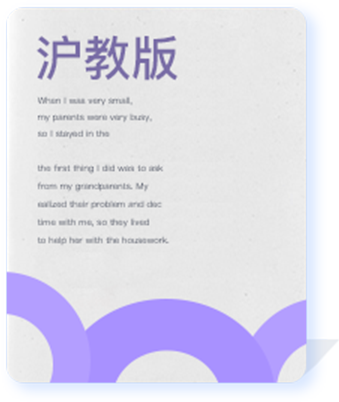 沪教版
When I was very small,
my parents were very busy,
so I stayed in the
the first thing I did was to ask
from my grandparents. My
ealized their problem and dec
time with me, so they lived
to help her with the housework.